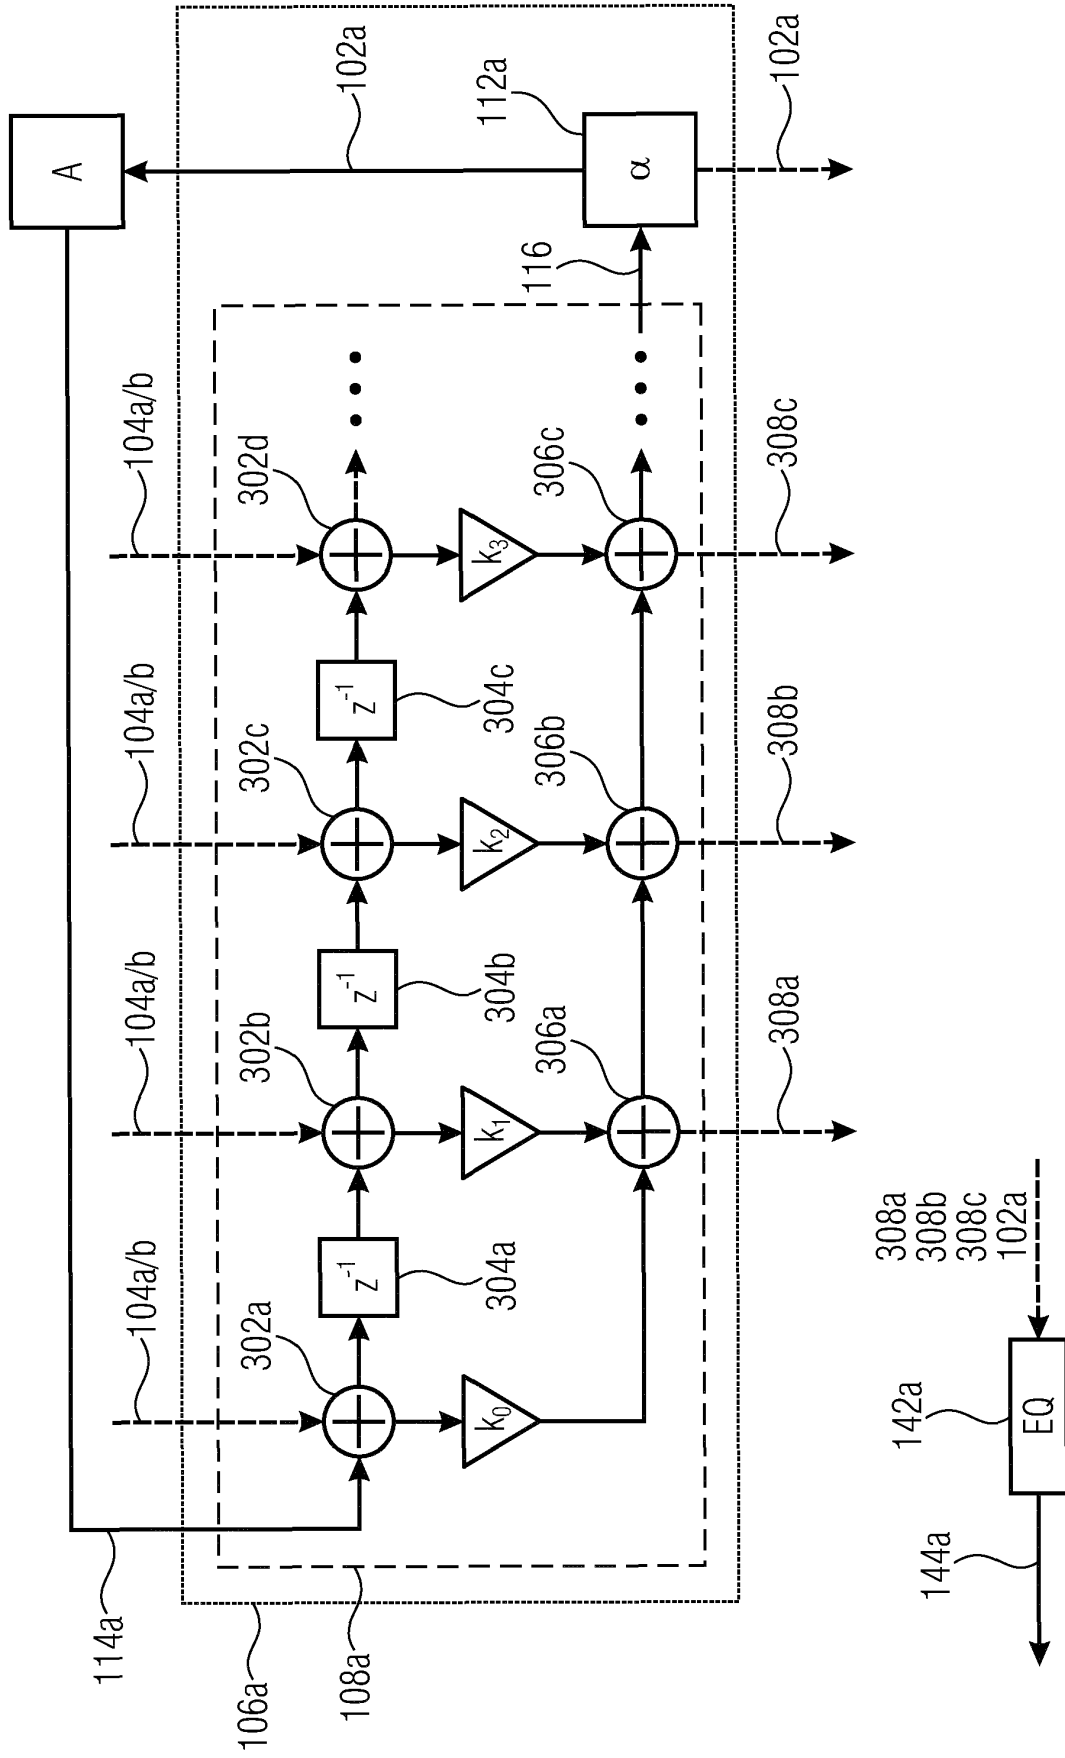 114a
A
102a
104a/b
104a/b
104a/b
104a/b
106a
108a
302a
302b
302c
302d
z⁻¹
z⁻¹
z⁻¹
304a
304b
304c
k₀
k₁
k₂
k₃
306a
306b
306c
116
112a
α
308a
308b
308c
102a
144a
142a
EQ
308a
308b
308c
102a